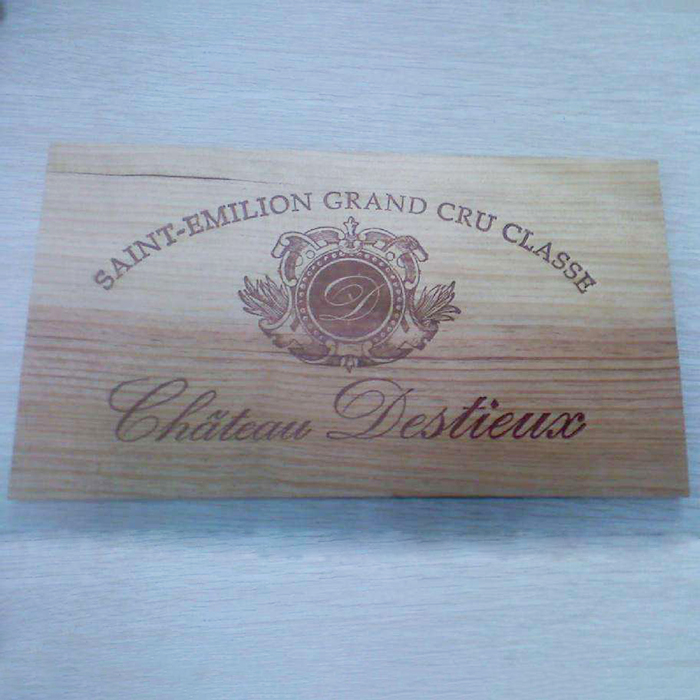 SAINT-EMILION GRAND CRU CLASSE
D
Château Destieux